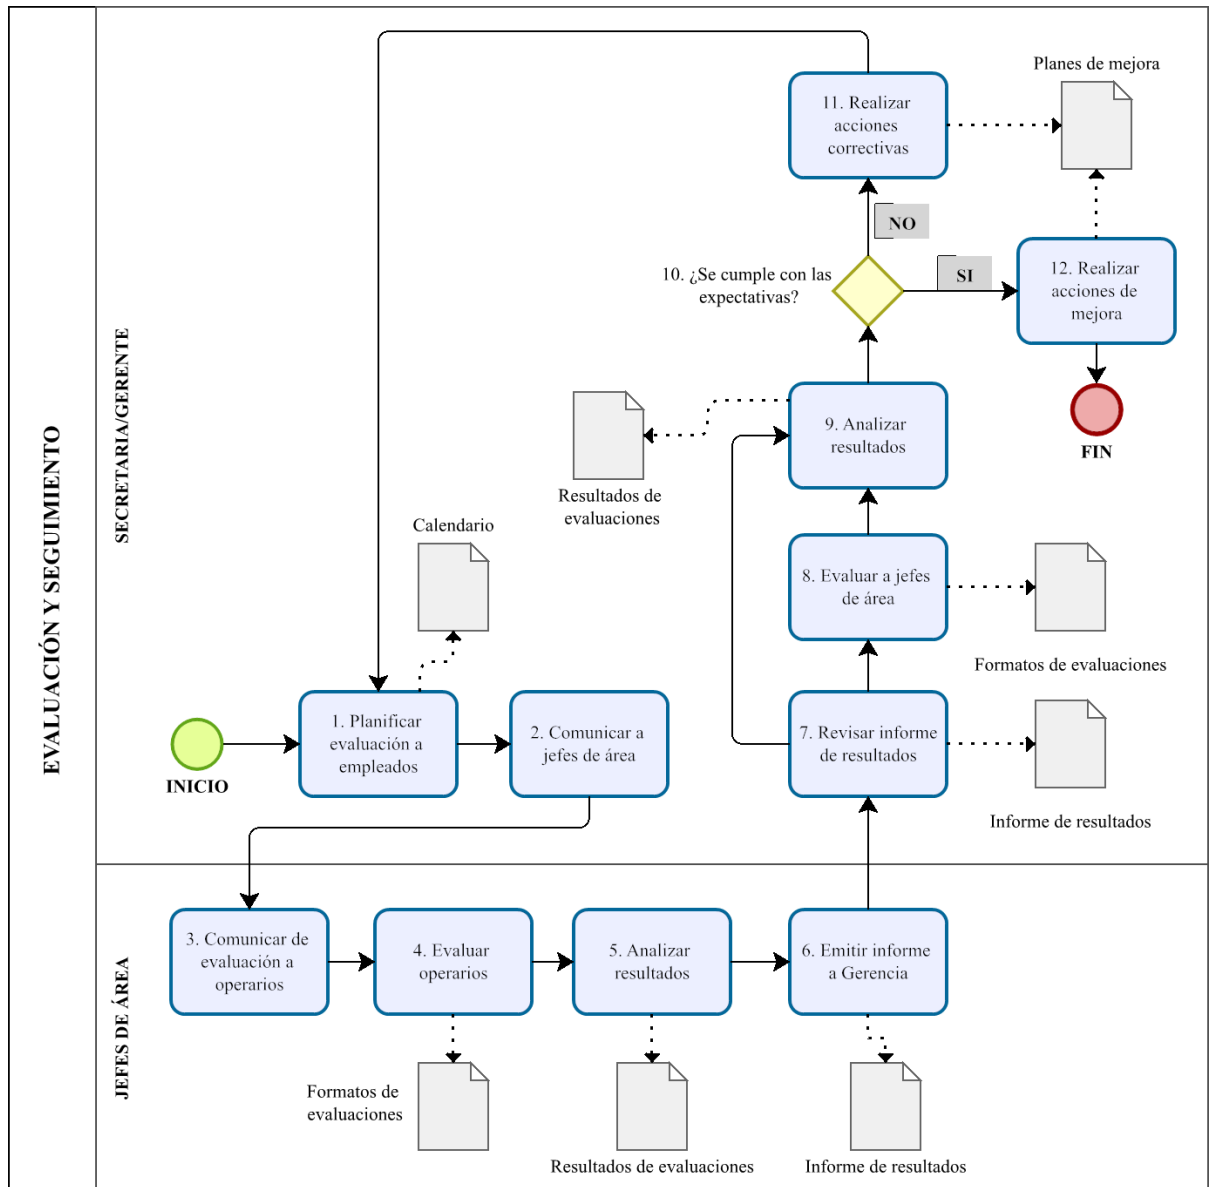 EVALUACIÓN Y SEGUIMIENTO
SECRETARIA/GERENTE
Planes de mejora
11. Realizar
acciones
correctivas
NO
10. ¿Se cumple con las
expectativas?
SI
12. Realizar
acciones de
mejora
FIN
9. Analizar
resultados
Resultados de
evaluaciones
Calendario
8. Evaluar a jefes
de área
Formatos de evaluaciones
INICIO
1. Planificar
evaluación a
empleados
2. Comunicar a
jefes de área
7. Revisar informe
de resultados
Informe de resultados
JEFES DE ÁREA
3. Comunicar de
evaluación a
operarios
4. Evaluar
operarios
5. Analizar
resultados
6. Emitir informe
a Gerencia
Formatos de
evaluaciones
Resultados de evaluaciones
Informe de resultados